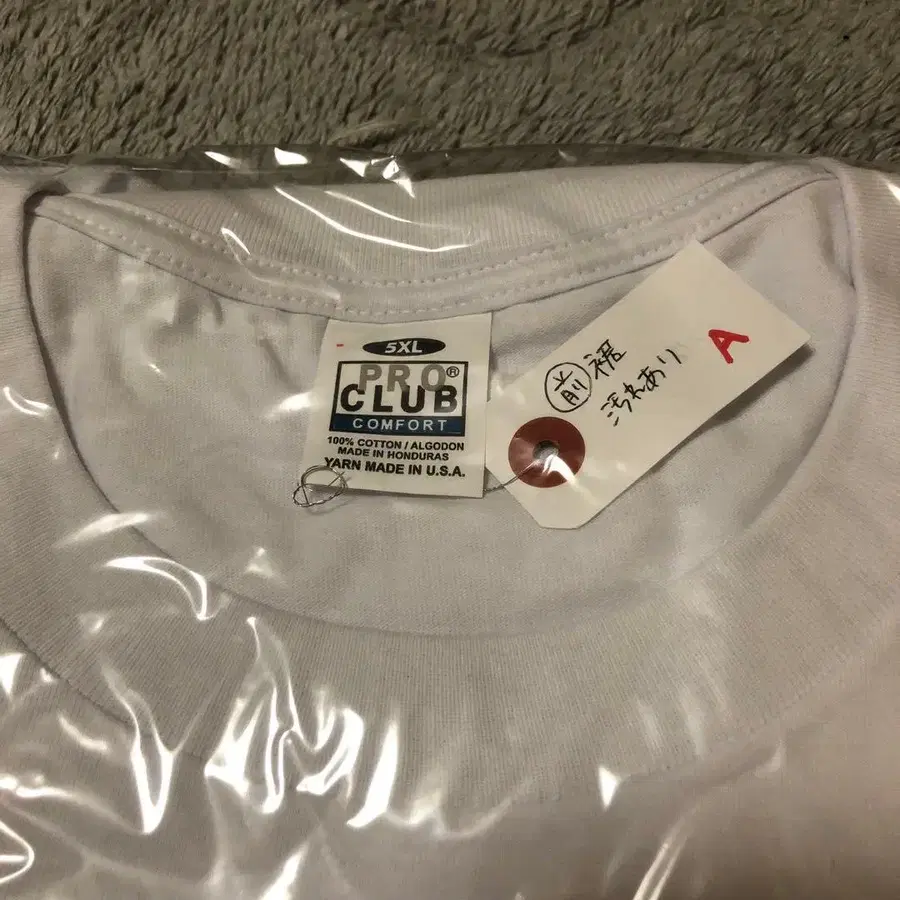 5XL
PRO®
CLUB
COMFORT
100% COTTON / ALGODON
MADE IN HONDURAS
YARN MADE IN U.S.A.
前 裾
汚れあり
A